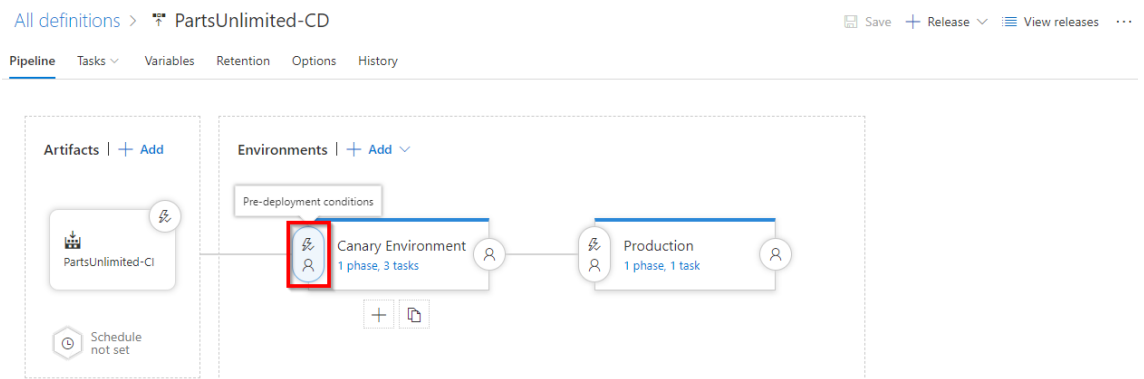 All definitions > PartsUnlimited-CD
Save + Release View releases ...
Pipeline Tasks Variables Retention Options History
Artifacts | + Add
Environments | + Add
Pre-deployment conditions
PartsUnlimited-CI
Canary Environment
1 phase, 3 tasks
Production
1 phase, 1 task
Schedule
not set